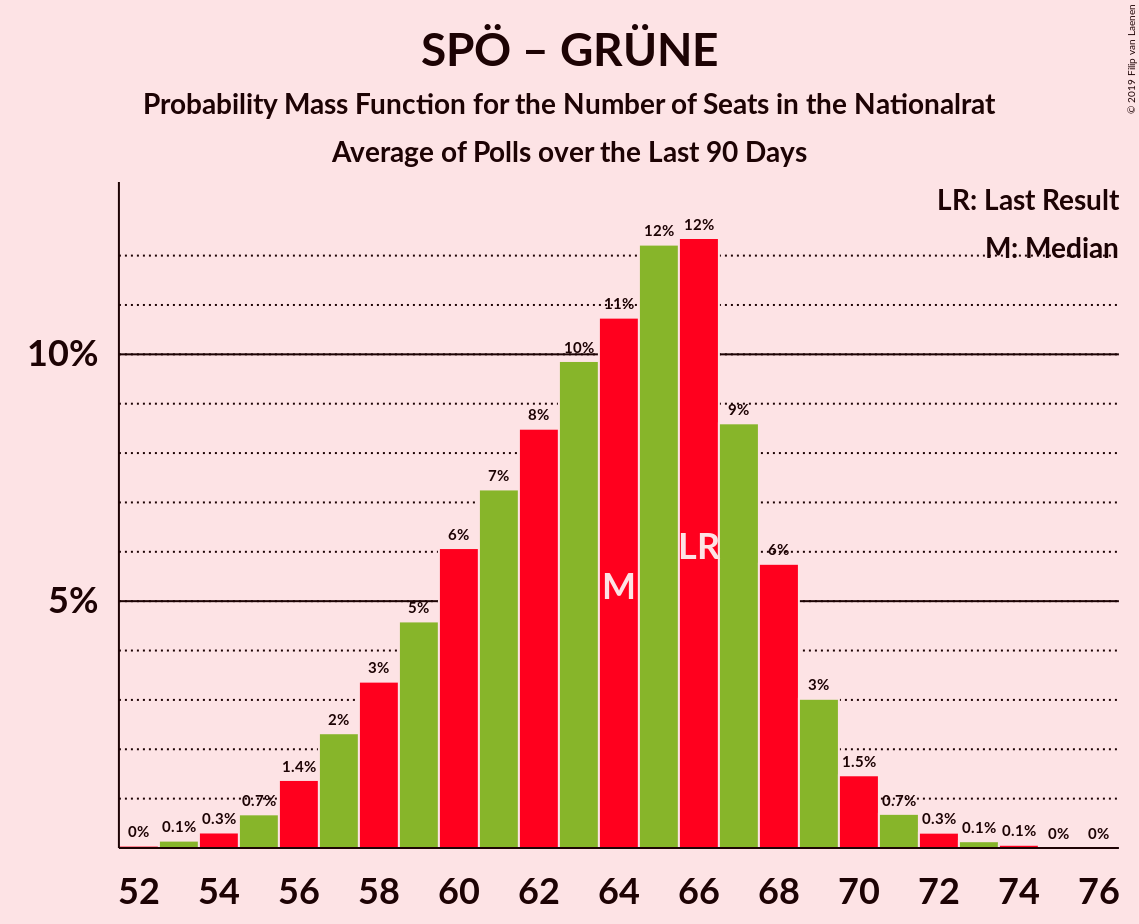 SPÖ – GRÜNE
Probability Mass Function for the Number of Seats in the Nationalrat
Average of Polls over the Last 90 Days
© 2019 Filip van Laenen
LR: Last Result
M: Median
10%
5%
0% 0.1% 0.3% 0.7% 1.4% 2% 3% 5% 6% 7% 8% 10% 11% 12% 12% 9% 6% 3% 1.5% 0.7% 0.3% 0.1% 0.1% 0% 0%
M LR
52 54 56 58 60 62 64 66 68 70 72 74 76